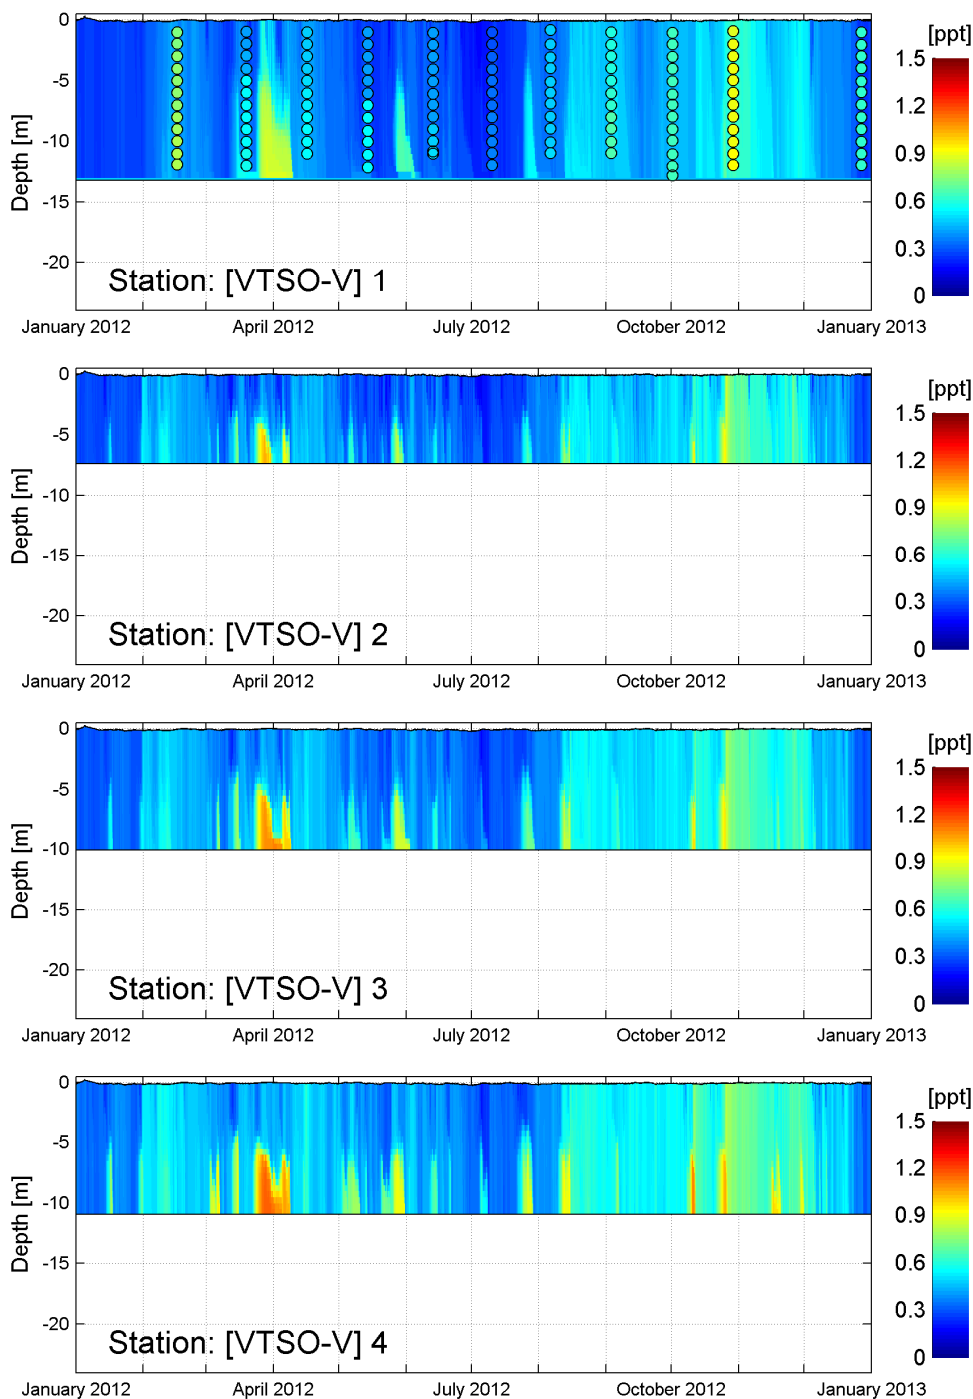 [ppt]
0
-5
-10
-15
-20
Depth [m]
1.5
1.2
0.9
0.6
0.3
0
Station: [VTSO-V] 1
January 2012 April 2012 July 2012 October 2012 January 2013
[ppt]
0
-5
-10
-15
-20
Depth [m]
1.5
1.2
0.9
0.6
0.3
0
Station: [VTSO-V] 2
January 2012 April 2012 July 2012 October 2012 January 2013
[ppt]
0
-5
-10
-15
-20
Depth [m]
1.5
1.2
0.9
0.6
0.3
0
Station: [VTSO-V] 3
January 2012 April 2012 July 2012 October 2012 January 2013
[ppt]
0
-5
-10
-15
-20
Depth [m]
1.5
1.2
0.9
0.6
0.3
0
Station: [VTSO-V] 4
January 2012 April 2012 July 2012 October 2012 January 2013